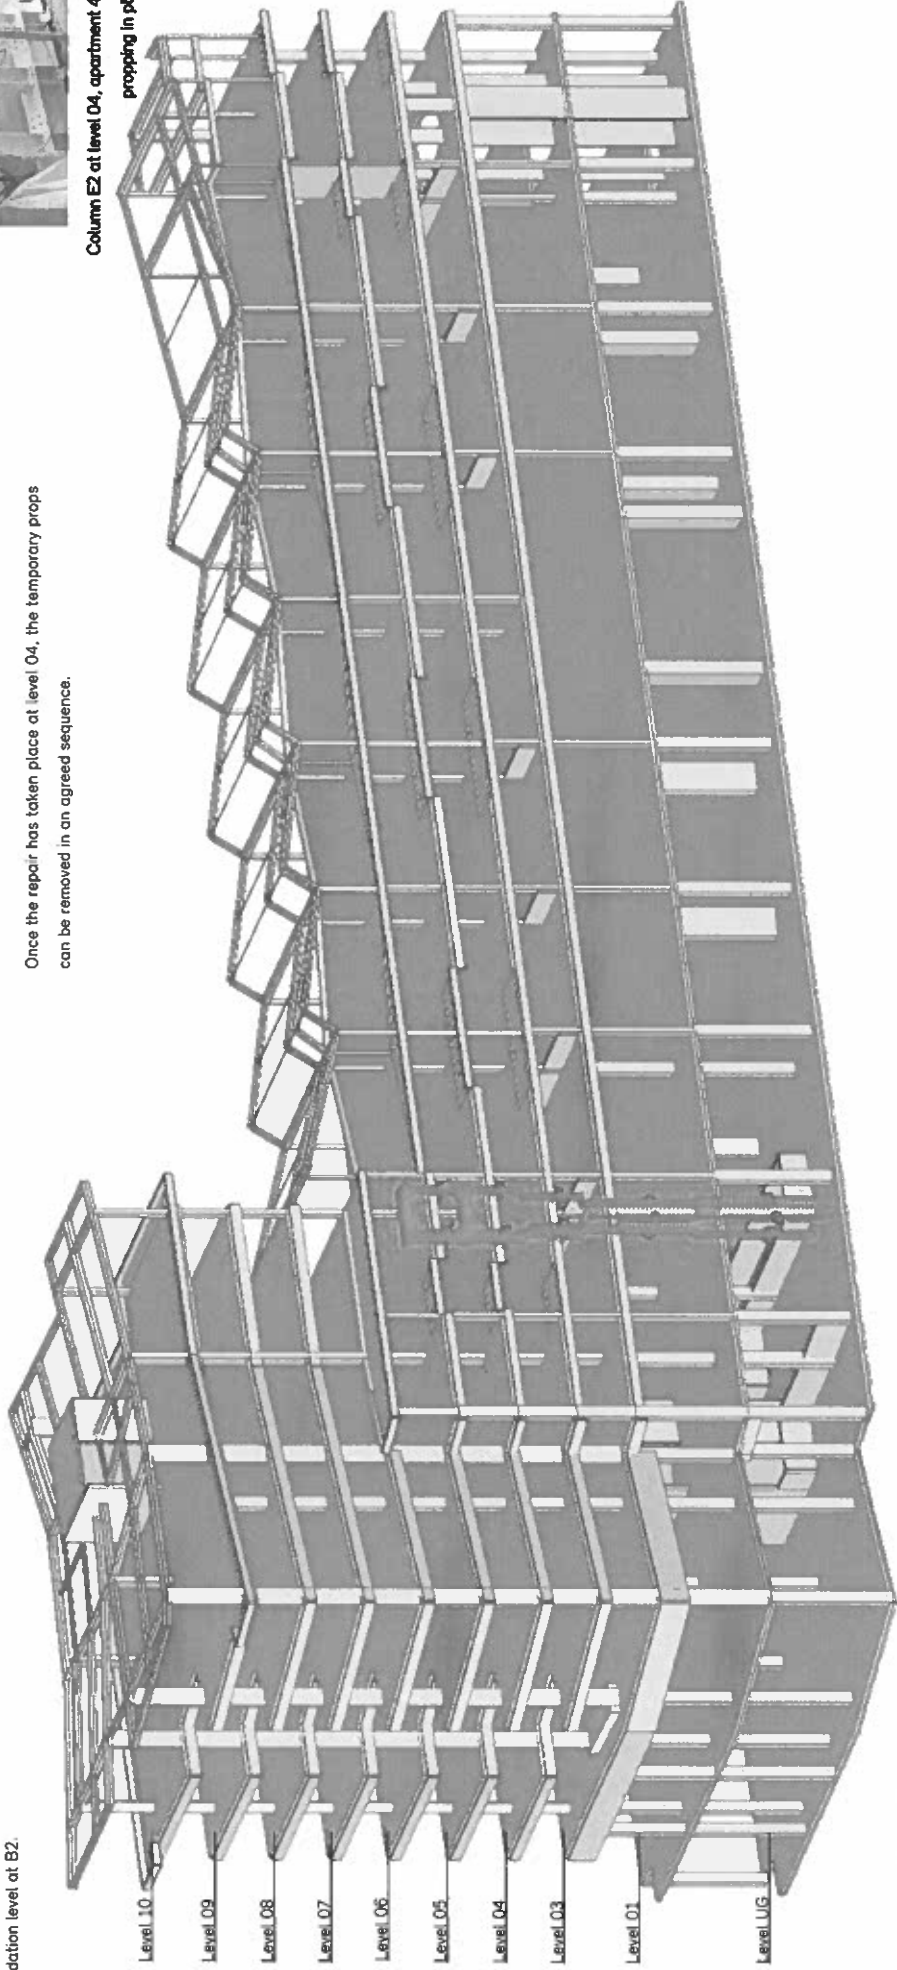 dation level at B2.
Once the repair has taken place at level 04, the temporary props
can be removed in an agreed sequence.
Column E2 at level 04, apartment 4
propping in
Level 10
Level 09
Level 08
Level 07
Level 06
Level 05
Level 04
Level 03
Level 01
Level UG